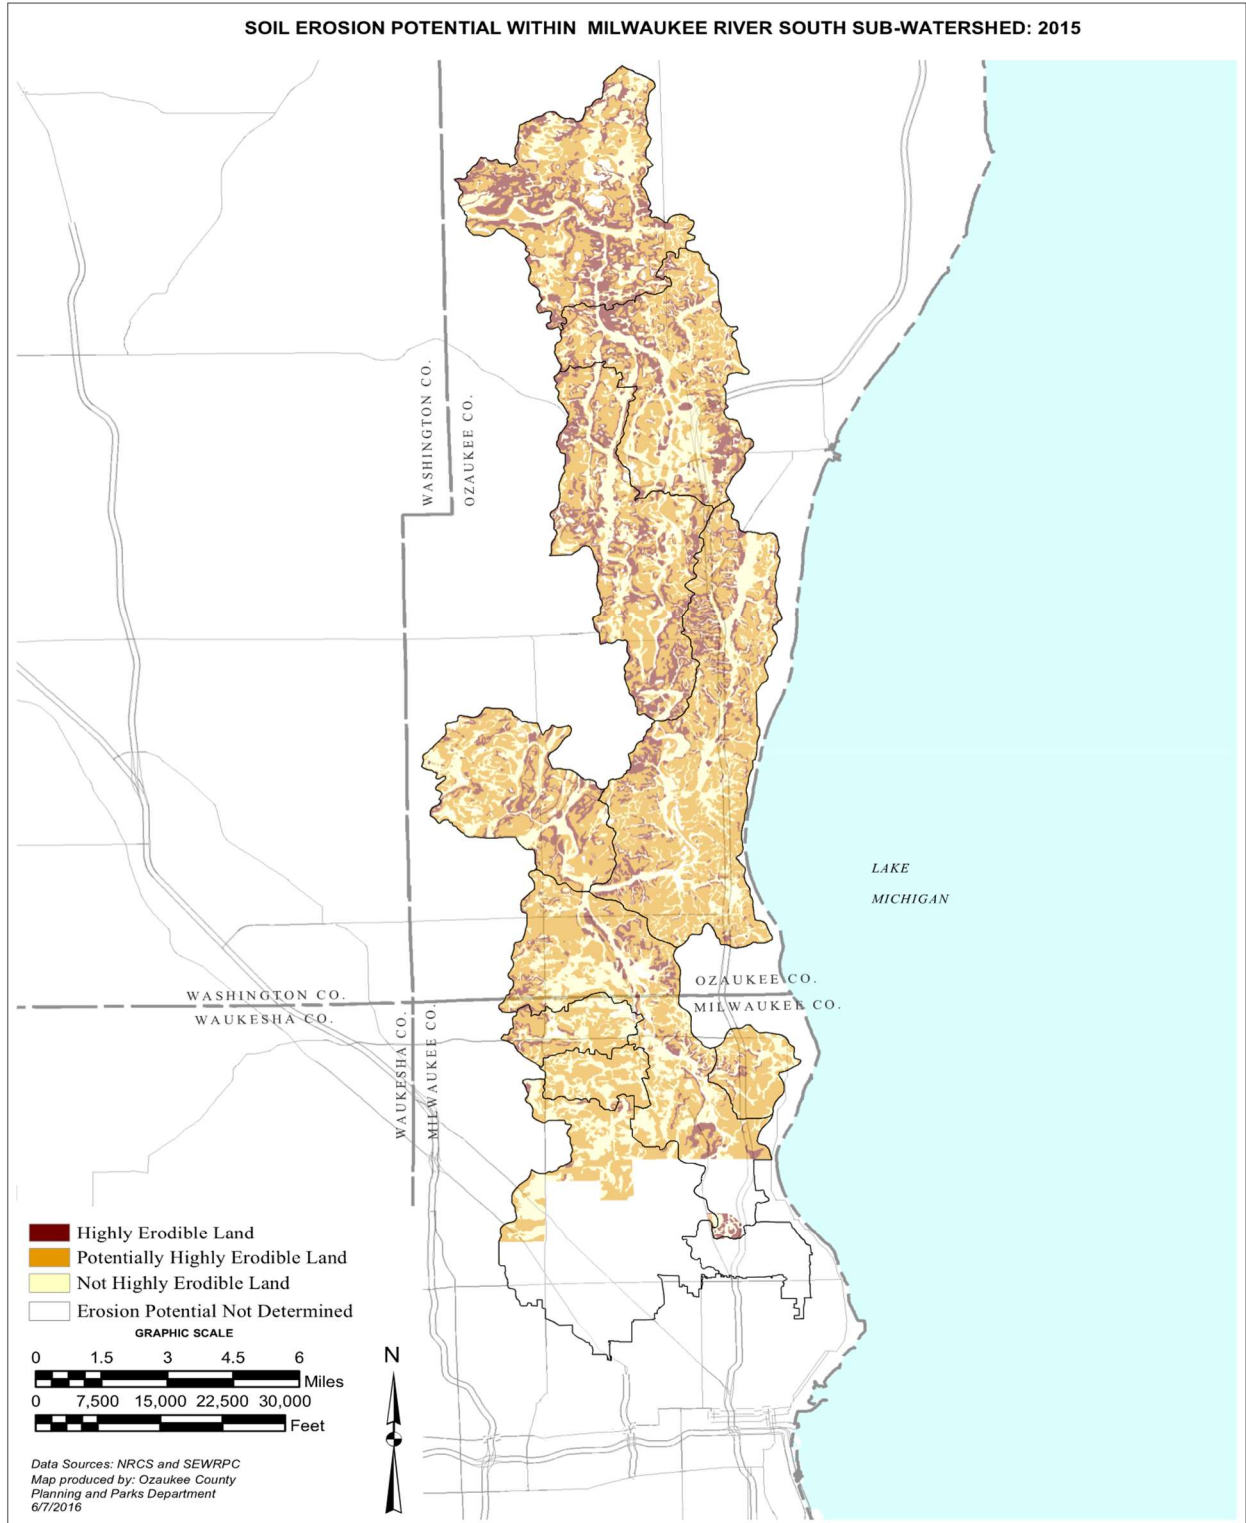 SOIL EROSION POTENTIAL WITHIN MILWAUKEE RIVER SOUTH SUB-WATERSHED: 2015
WASHINGTON CO.
OZAUKEE CO.
LAKE
MICHIGAN
WASHINGTON CO.
WAUKESHA CO.
OZAUKEE CO.
MILWAUKEE CO.
WAUKESHA CO.
MILWAUKEE CO.
Highly Erodible Land
Potentially Highly Erodible Land
Not Highly Erodible Land
Erosion Potential Not Determined
GRAPHIC SCALE
0 1.5 3 4.5 6
Miles
0 7,500 15,000 22,500 30,000
Feet
N
Data Sources: NRCS and SEWRPC
Map produced by: Ozaukee County
Planning and Parks Department
6/7/2016